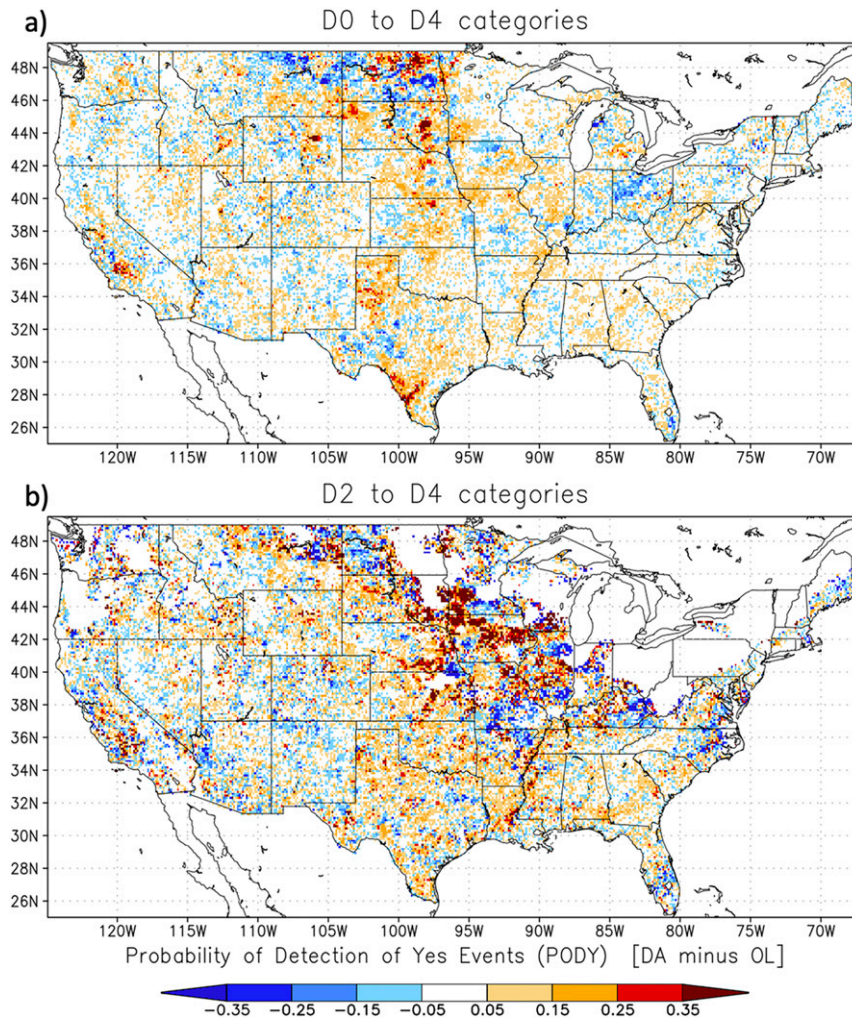 a)
D0 to D4 categories
48N
46N
44N
42N
40N
38N
36N
34N
32N
30N
28N
26N
120W 115W 110W 105W 100W 95W 90W 85W 80W 75W 70W
b)
D2 to D4 categories
48N
46N
44N
42N
40N
38N
36N
34N
32N
30N
28N
26N
120W 115W 110W 105W 100W 95W 90W 85W 80W 75W 70W
Probability of Detection of Yes Events (PODY) [DA minus OL]
-0.35 -0.25 -0.15 -0.05 0.05 0.15 0.25 0.35